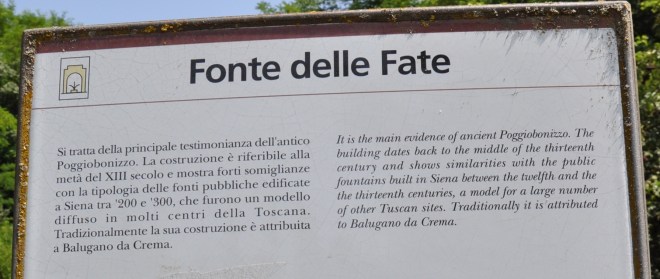 Fonte delle Fate
Si tratta della principale testimonianza dell'antico
Poggiobonizzo. La costruzione è riferibile alla
metà del XIII secolo e mostra forti somiglianze
con la tipologia delle fonti pubbliche edificate
a Siena tra '200 e '300, che furono un modello
diffuso in molti centri della Toscana.
Tradizionalmente la sua costruzione è attribuita
a Balugano da Crema.
It is the main evidence of ancient Poggiobonizzo. The
building dates back to the middle of the thirteenth
century and shows similarities with the public
fountains built in Siena between the twelfth and the
the thirteenth centuries, a model for a large number
of other Tuscan sites. Traditionally it is attributed
to Balugano da Crema.